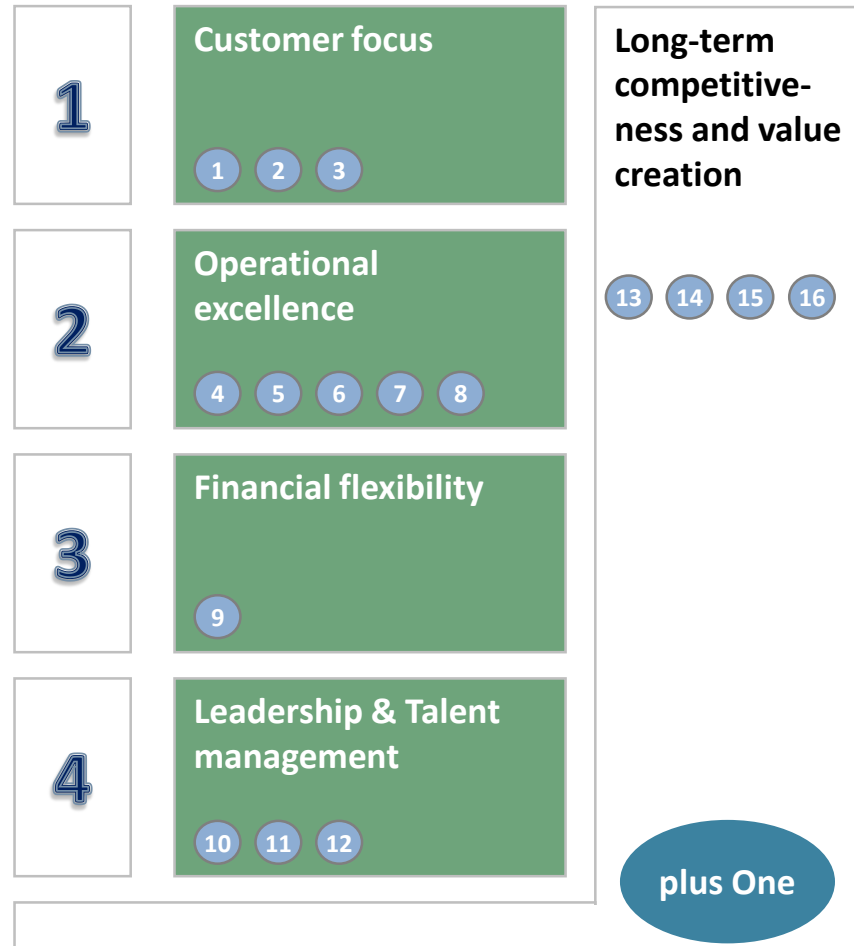 1
Customer focus
1 2 3
2
Operational
excellence
4 5 6 7 8
3
Financial flexibility
9
4
Leadership & Talent
management
10 11 12
Long-term
competitive-
ness and value
creation
13 14 15 16
plus One